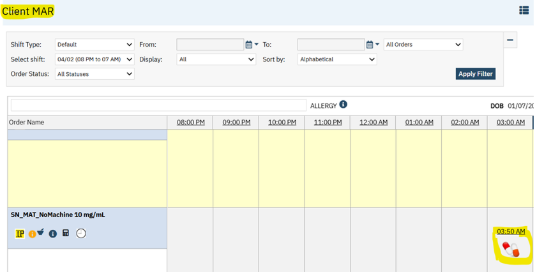 Client MAR
Shift Type: Default From: To: All Orders
Select shift: 04/02 (08 PM to 07 AM) Display: All Sort by: Alphabetical
Order Status: All Statuses Apply Filter
ALLERGY DOB 01/07/20
Order Name 08:00 PM 09:00 PM 10:00 PM 11:00 PM 12:00 AM 01:00 AM 02:00 AM 03:00 AM
SN_MAT_NoMachine 10 mg/mL
IP
03:50 AM